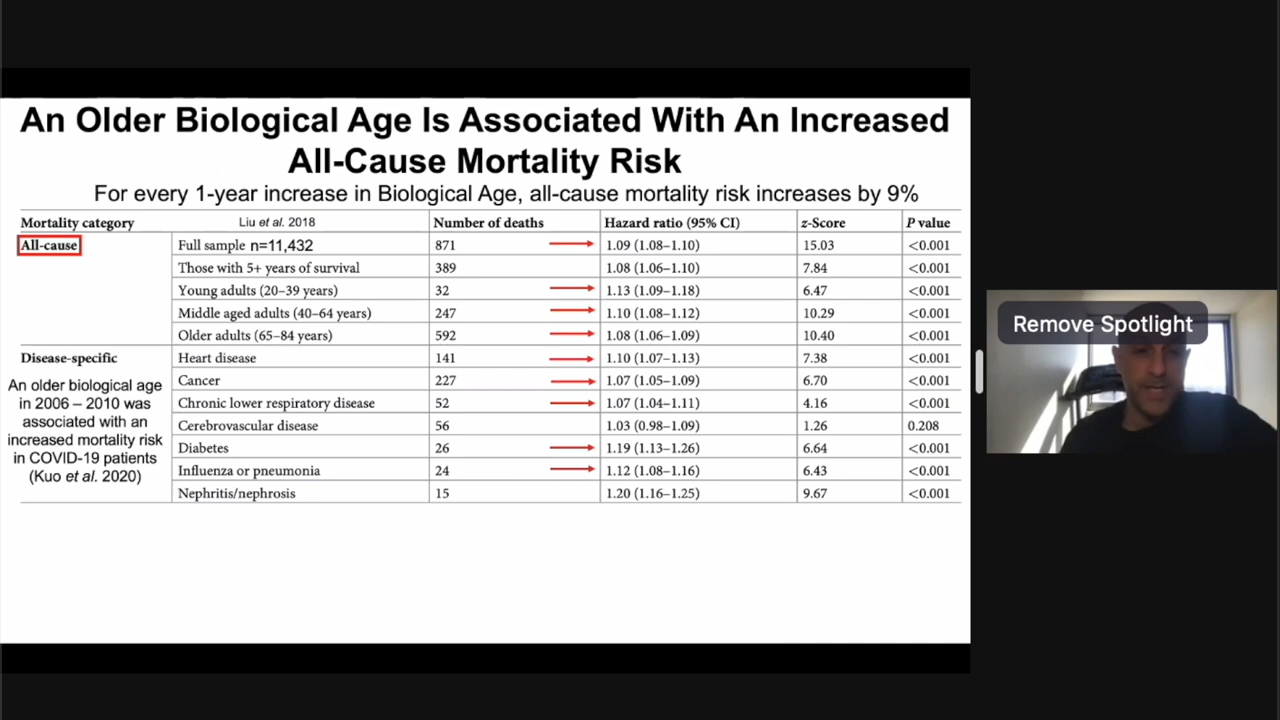 An Older Biological Age Is Associated With An Increased
All-Cause Mortality Risk
For every 1-year increase in Biological Age, all-cause mortality risk increases by 9%
Mortality category Liu et al. 2018 Number of deaths Hazard ratio (95% CI) z-Score P value
All-cause Full sample n=11,432 871 1.09 (1.08–1.10) 15.03 <0.001
Those with 5+ years of survival 389 1.08 (1.06–1.10) 7.84 <0.001
Young adults (20–39 years) 32 1.13 (1.09–1.18) 6.47 <0.001
Middle aged adults (40–64 years) 247 1.10 (1.08–1.12) 10.29 <0.001
Older adults (65–84 years) 592 1.08 (1.06–1.09) 10.40 <0.001
Disease-specific Heart disease 141 1.10 (1.07–1.13) 7.38 <0.001
Cancer 227 1.07 (1.05–1.09) 6.70 <0.001
Chronic lower respiratory disease 52 1.07 (1.04–1.11) 4.16 <0.001
Cerebrovascular disease 56 1.03 (0.98–1.09) 1.26 0.208
Diabetes 26 1.19 (1.13–1.26) 6.64 <0.001
Influenza or pneumonia 24 1.12 (1.08–1.16) 6.43 <0.001
Nephritis/nephrosis 15 1.20 (1.16–1.25) 9.67 <0.001
An older biological age
in 2006 – 2010 was
associated with an
increased mortality risk
in COVID-19 patients
(Kuo et al. 2020)
Remove Spotlight